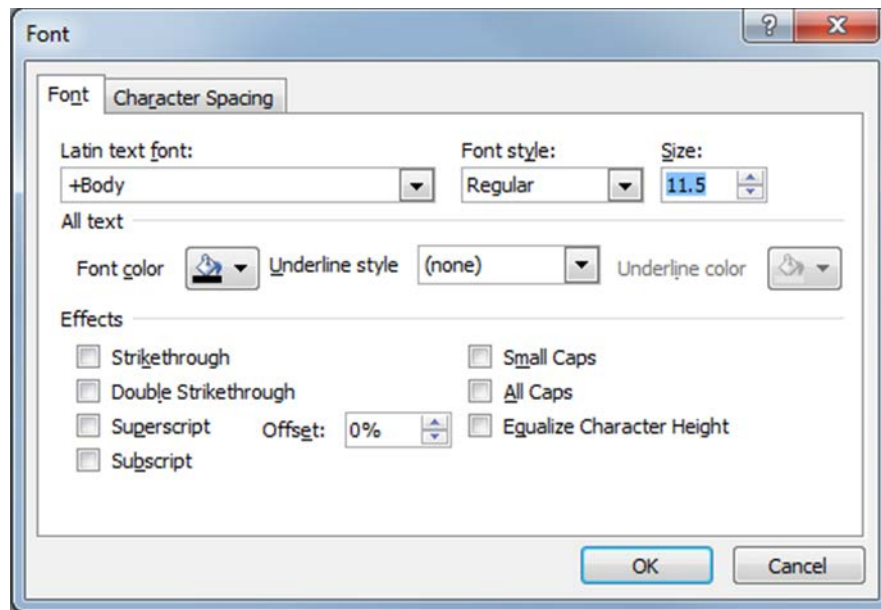 Font
Font Character Spacing
Latin text font: Font style: Size:
+Body Regular 11.5
All text
Font color Underline style (none) Underline color
Effects
Strikethrough Small Caps
Double Strikethrough All Caps
Superscript Offset: 0% Equalize Character Height
Subscript
OK Cancel